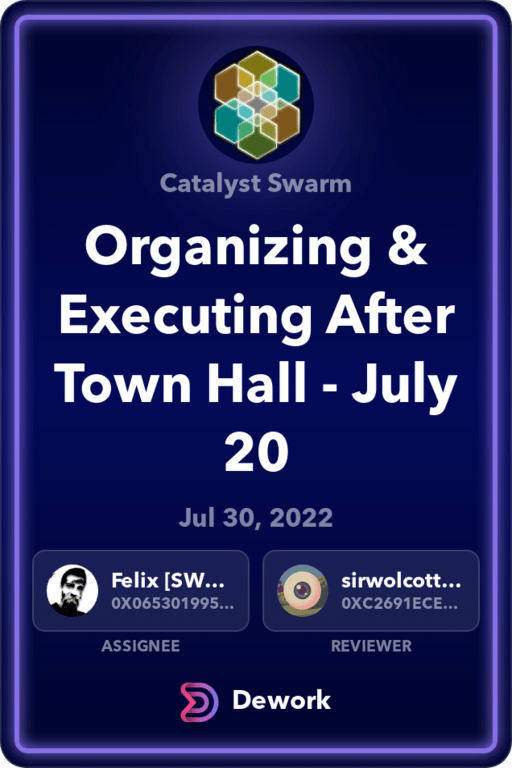 Catalyst Swarm
Organizing &
Executing After
Town Hall - July
20
Jul 30, 2022
Felix [SW...
0X065301995...
ASSIGNEE
sirwolcott...
0XC2691ECE...
REVIEWER
Dework